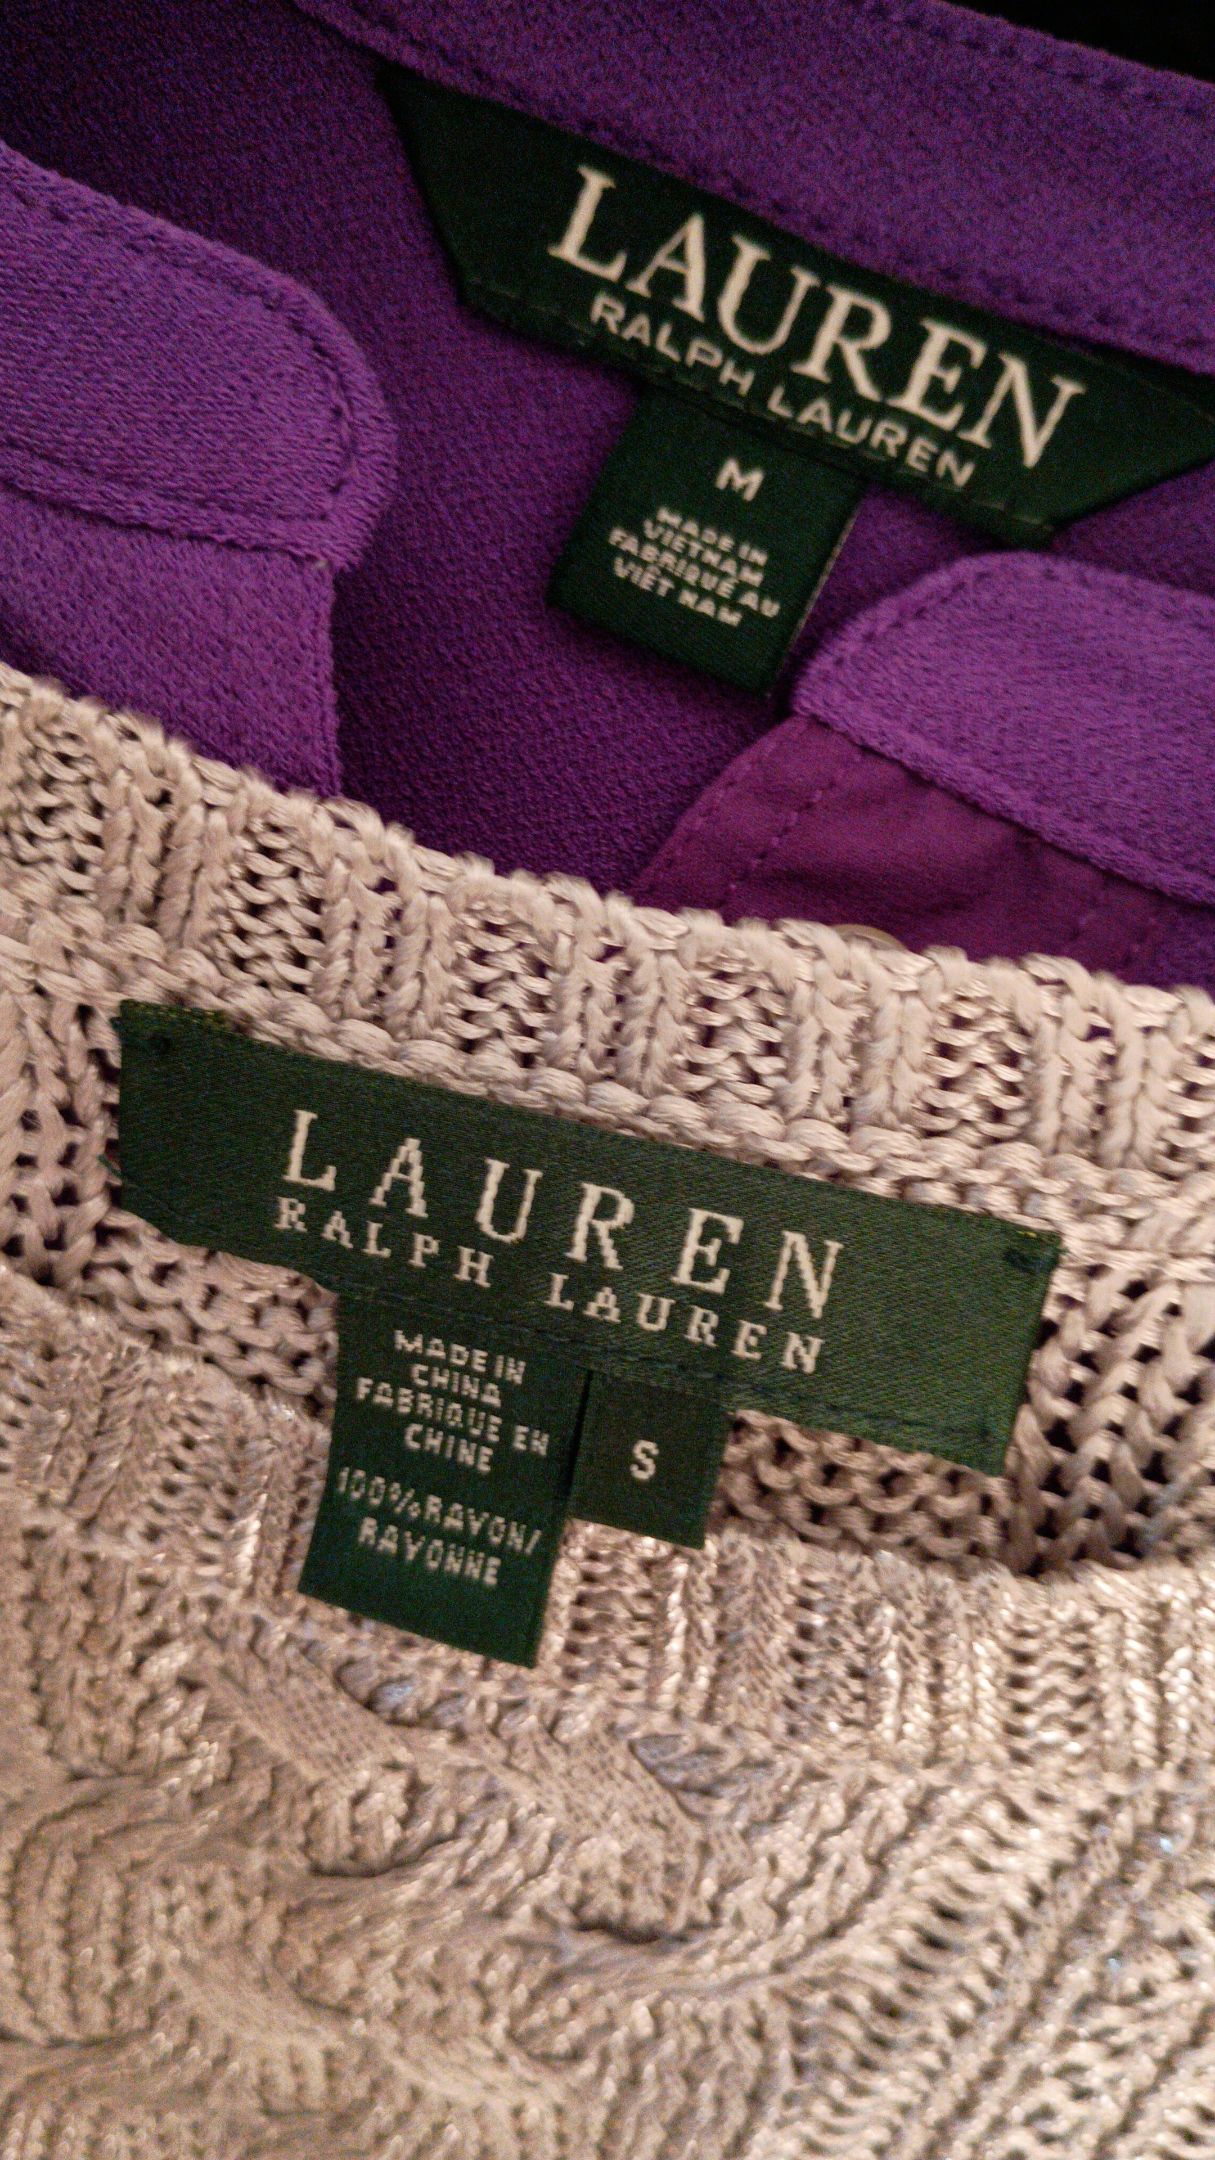 LAUREN
RALPH LAUREN
M
MADE IN
VIETNAM
FABRIQUÉ AU
VIÊT NAM
LAUREN
RALPH LAUREN
MADE IN
CHINA
FABRIQUE EN
CHINE
100% RAYON/
RAYONNE
S